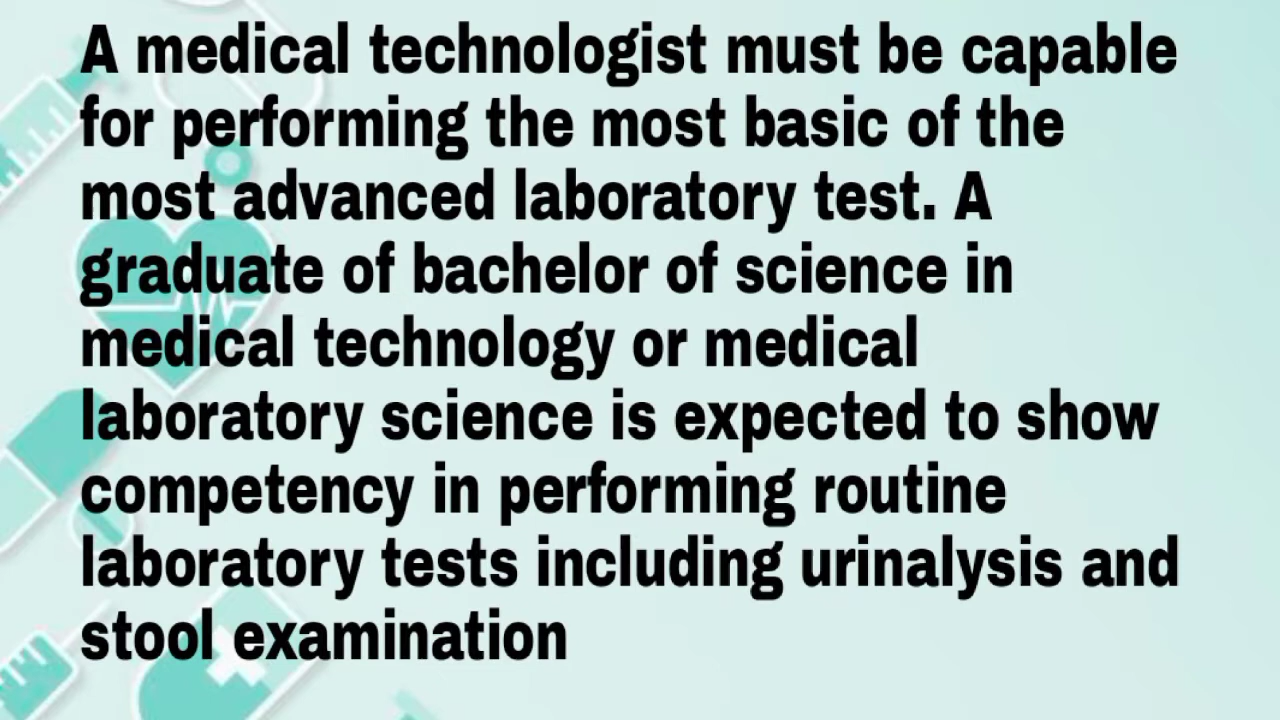 A medical technologist must be capable
for performing the most basic of the
most advanced laboratory test. A
graduate of bachelor of science in
medical technology or medical
laboratory science is expected to show
competency in performing routine
laboratory tests including urinalysis and
stool examination